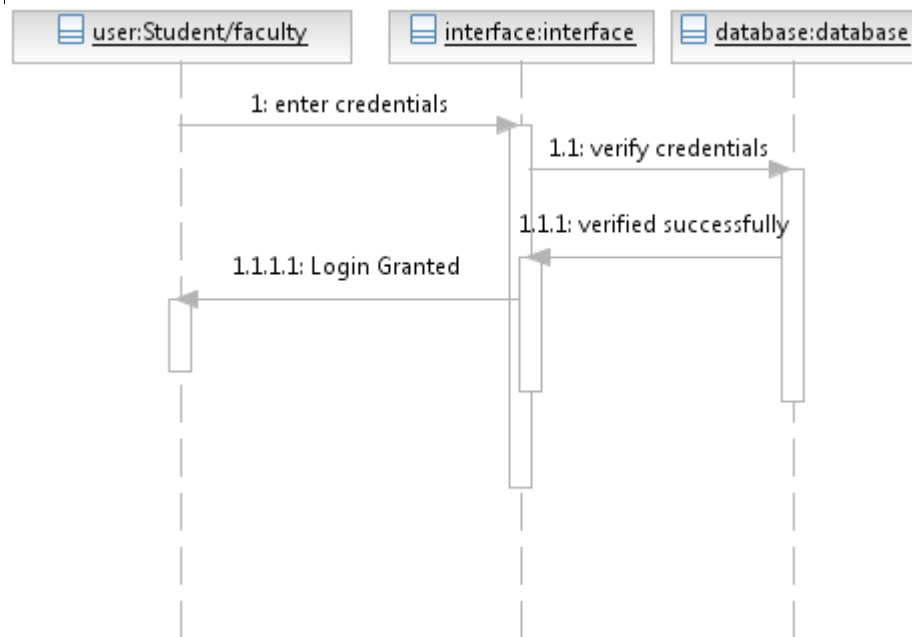 user:Student/faculty
interface:interface
database:database
1: enter credentials
1.1: verify credentials
1.1.1: verified successfully
1.1.1.1: Login Granted